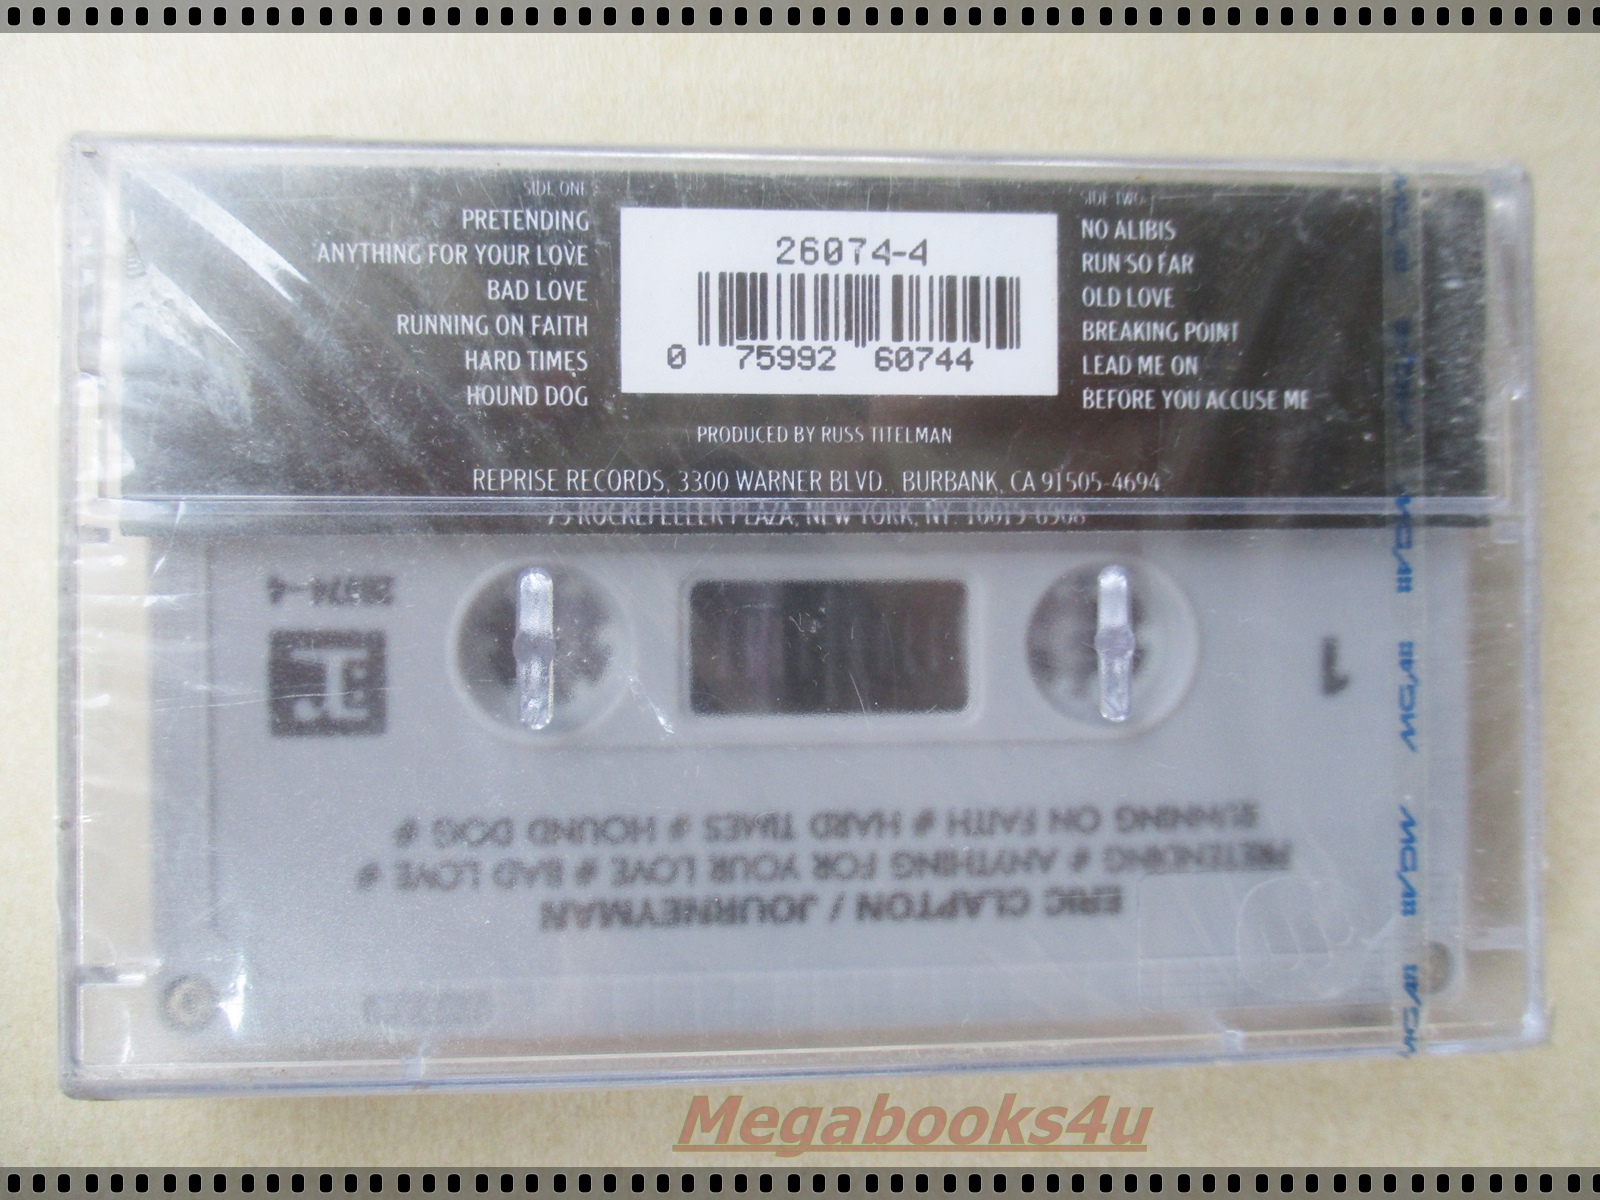 SIDE ONE
PRETENDING
ANYTHING FOR YOUR LOVE
BAD LOVE
RUNNING ON FAITH
HARD TIMES
HOUND DOG
26074-4
0 75992 60744
SIDE TWO
NO ALIBIS
RUN SO FAR
OLD LOVE
BREAKING POINT
LEAD ME ON
BEFORE YOU ACCUSE ME
PRODUCED BY RUSS TITELMAN
REPRISE RECORDS, 3300 WARNER BLVD., BURBANK, CA 91505-4694
75 ROCKEFELLER PLAZA, NEW YORK, NY. 10019-6908
26074-4
1
ERIC CLAPTON / JOURNEYMAN
PRETENDING # ANYTHING FOR YOUR LOVE # BAD LOVE #
RUNNING ON FAITH # HARD TIMES # HOUND DOG #
Megabooks4u